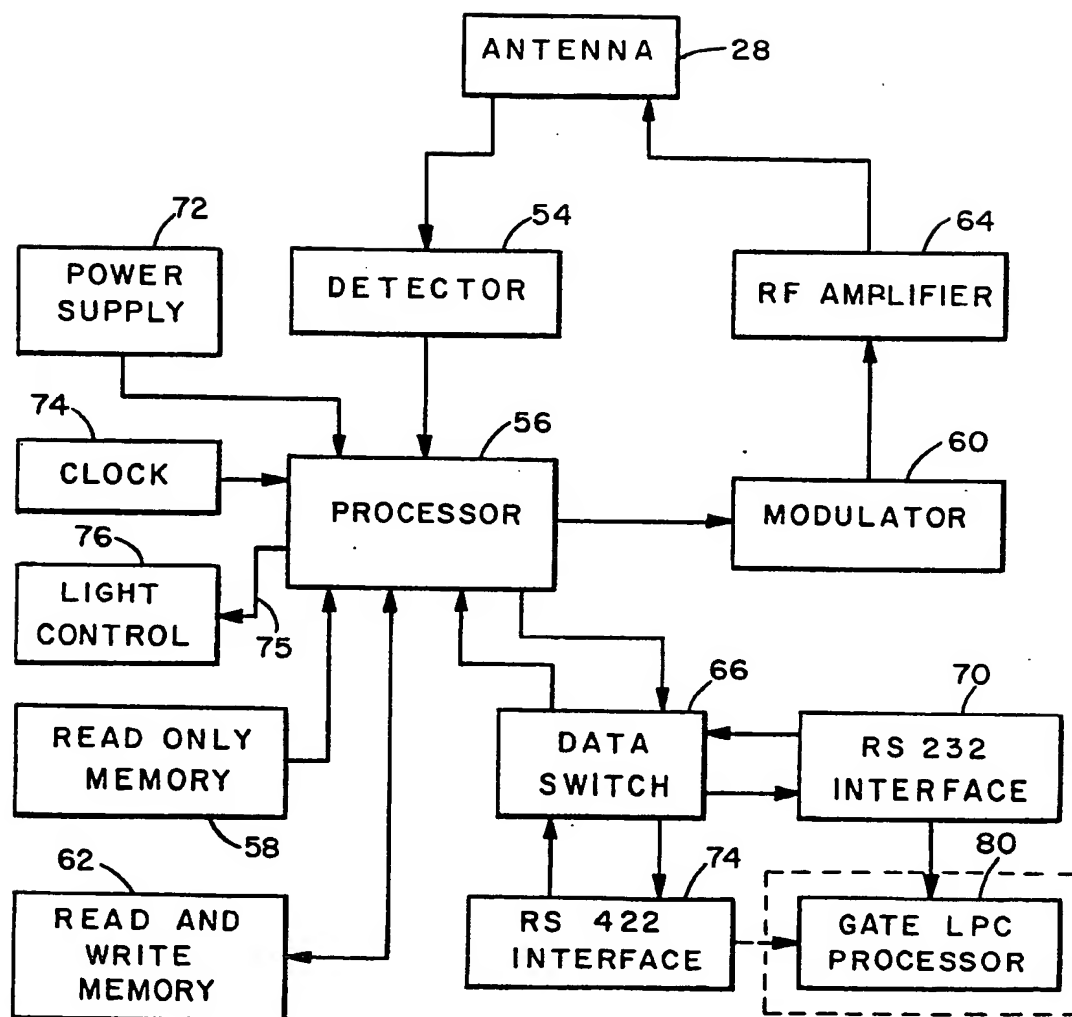 ANTENNA
28
72
54
64
POWER
SUPPLY
DETECTOR
RF AMPLIFIER
74
56
60
CLOCK
PROCESSOR
MODULATOR
76
LIGHT
CONTROL
75
66
70
READ ONLY
MEMORY
DATA
SWITCH
RS 232
INTERFACE
58
62
74
80
READ AND
WRITE
MEMORY
RS 422
INTERFACE
GATE LPC
PROCESSOR